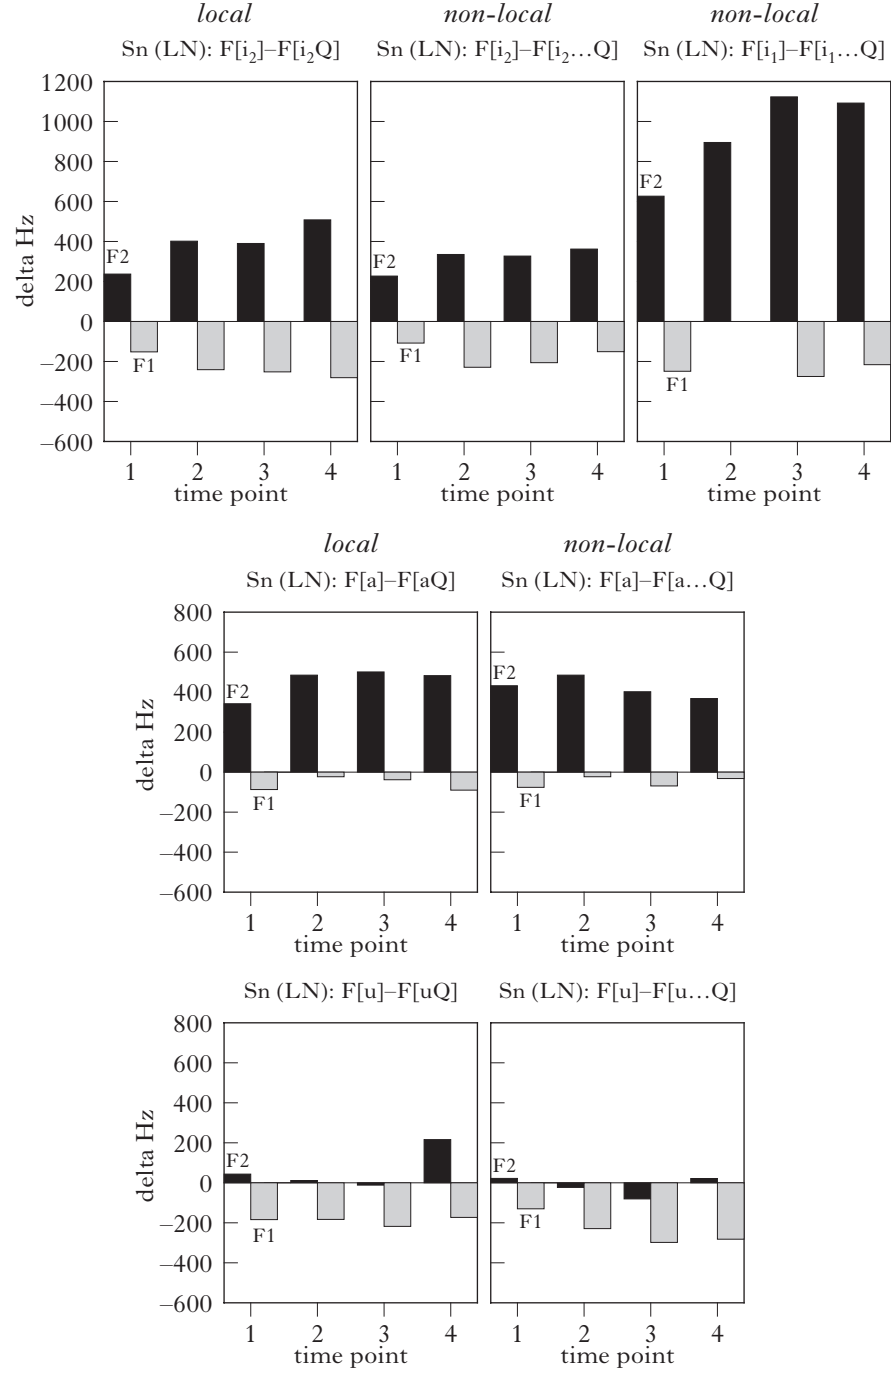 local non-local non-local
Sn (LN): F[i₂]–F[i₂Q] Sn (LN): F[i₂]–F[i₂…Q] Sn (LN): F[i₁]–F[i₁…Q]
1200
1000
800
600
400
200
0
–200
–400
–600
delta Hz
F2 F2 F2
F1 F1 F1
1 2 3 4 1 2 3 4 1 2 3 4
time point time point time point
local non-local
Sn (LN): F[a]–F[aQ] Sn (LN): F[a]–F[a…Q]
800
600
400
200
0
–200
–400
–600
delta Hz
F2 F2
F1 F1
1 2 3 4 1 2 3 4
time point time point
Sn (LN): F[u]–F[uQ] Sn (LN): F[u]–F[u…Q]
800
600
400
200
0
–200
–400
–600
delta Hz
F2 F2
F1 F1
1 2 3 4 1 2 3 4
time point time point